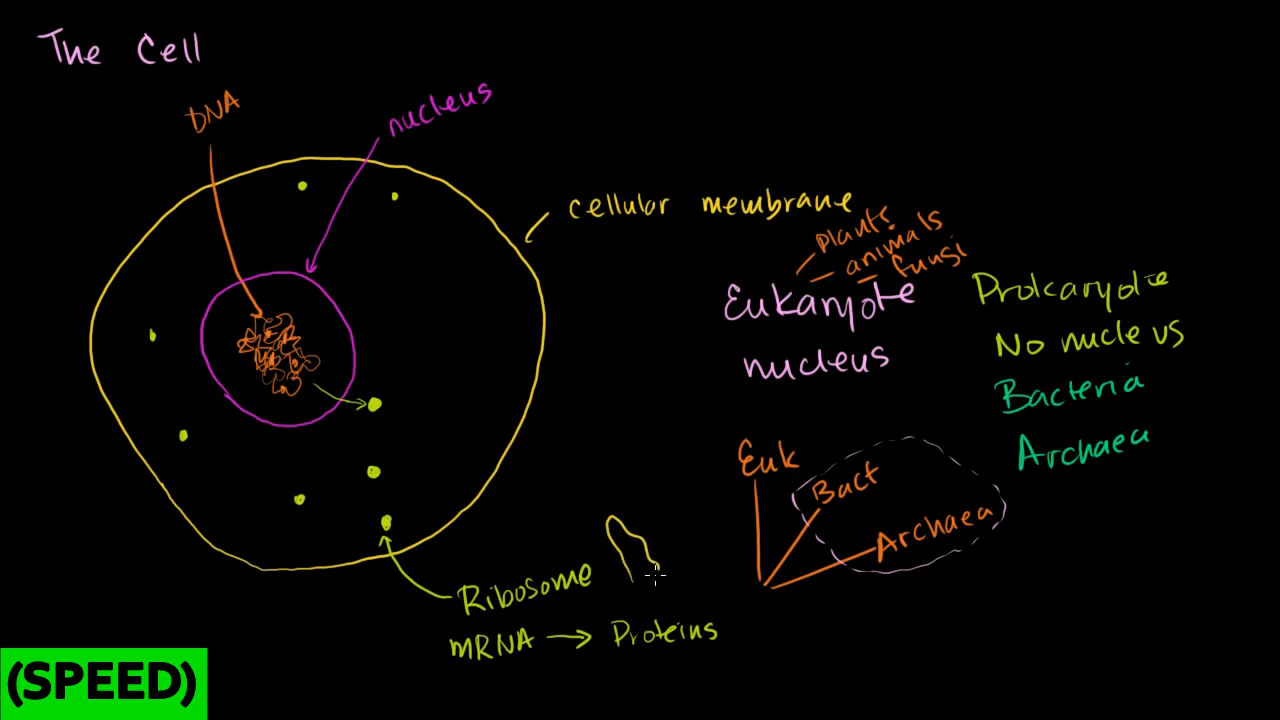 The Cell
DNA
nucleus
cellular membrane
plants
animals
fungi
Eukaryote
nucleus
Prokaryote
No nucleus
Bacteria
Archaea
Euk
Bact
Archaea
Ribosome
mRNA → Proteins
(SPEED)